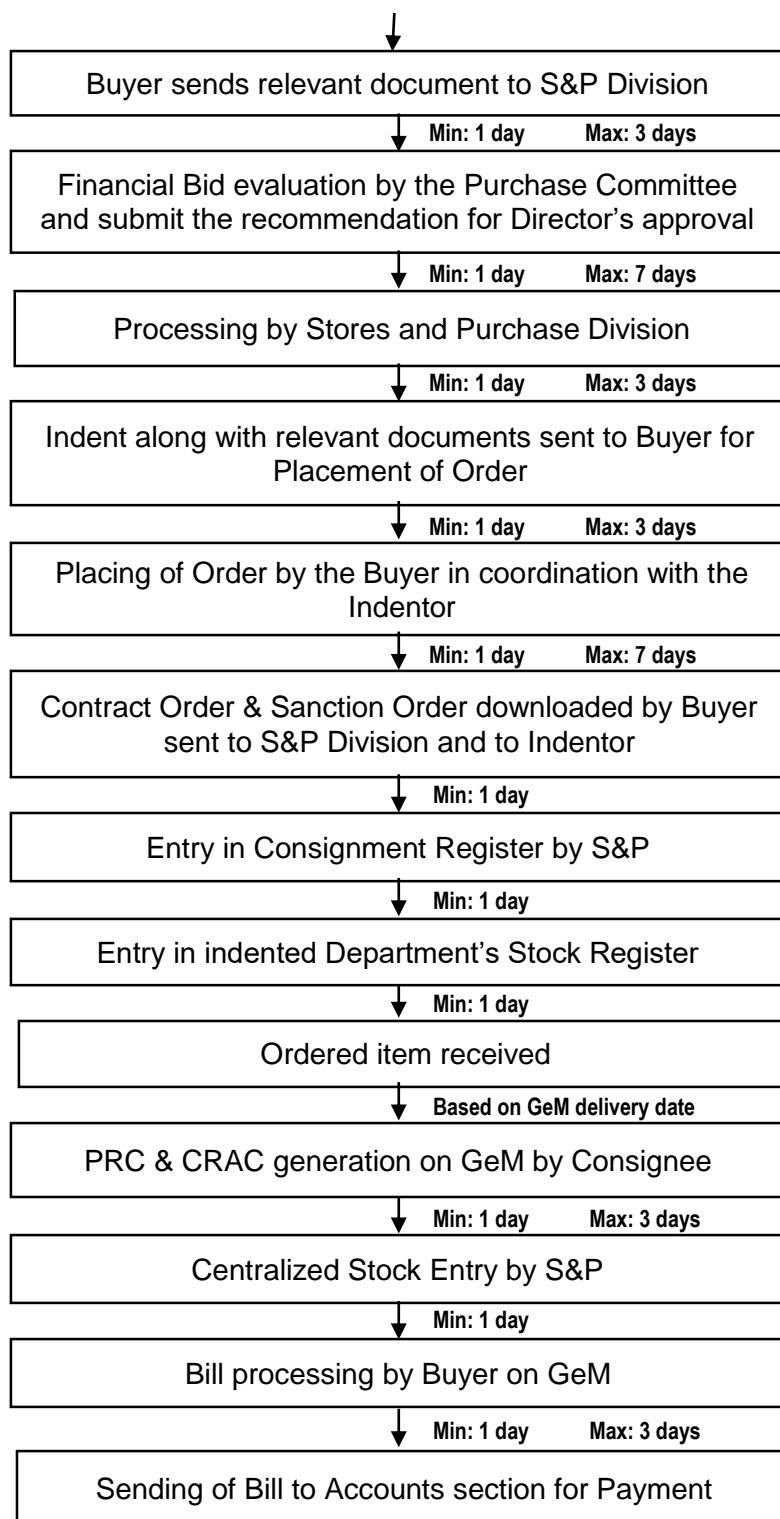 Buyer sends relevant document to S&P Division
Min: 1 day Max: 3 days
Financial Bid evaluation by the Purchase Committee
and submit the recommendation for Director's approval
Min: 1 day Max: 7 days
Processing by Stores and Purchase Division
Min: 1 day Max: 3 days
Indent along with relevant documents sent to Buyer for
Placement of Order
Min: 1 day Max: 3 days
Placing of Order by the Buyer in coordination with the
Indentor
Min: 1 day Max: 7 days
Contract Order & Sanction Order downloaded by Buyer
sent to S&P Division and to Indentor
Min: 1 day
Entry in Consignment Register by S&P
Min: 1 day
Entry in indented Department's Stock Register
Min: 1 day
Ordered item received
Based on GeM delivery date
PRC & CRAC generation on GeM by Consignee
Min: 1 day Max: 3 days
Centralized Stock Entry by S&P
Min: 1 day
Bill processing by Buyer on GeM
Min: 1 day Max: 3 days
Sending of Bill to Accounts section for Payment